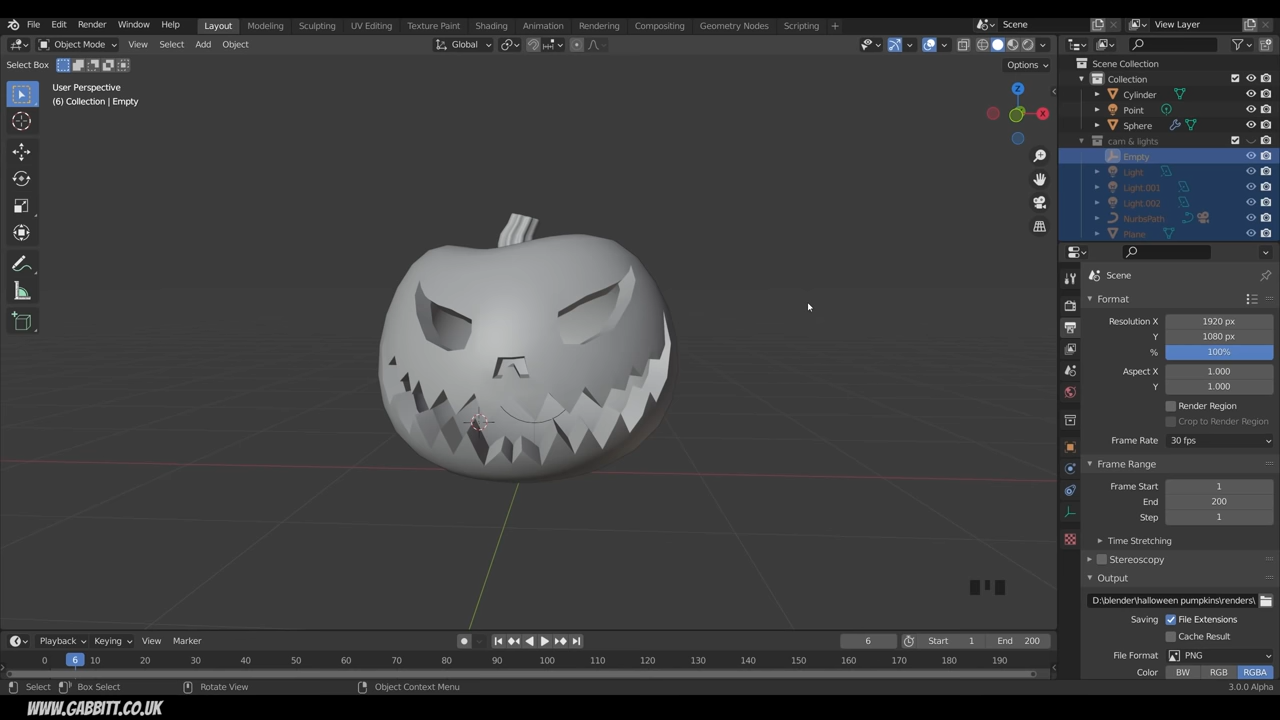 File Edit Render Window Help Layout Modeling Sculpting UV Editing Texture Paint Shading Animation Rendering Compositing Geometry Nodes Scripting + Scene View Layer
Object Mode View Select Add Object Global
Select Box Options
User Perspective
(6) Collection | Empty
Z
X
Scene Collection
Collection
Cylinder
Point
Sphere
cam & lights
Empty
Light
Light.001
Light.002
NurbsPath
Plane
Scene
Format
Resolution X 1920 px
Y 1080 px
% 100%
Aspect X 1.000
Y 1.000
Render Region
Crop to Render Region
Frame Rate 30 fps
Frame Range
Frame Start 1
End 200
Step 1
Time Stretching
Stereoscopy
Output
D:\blender\halloween pumpkins\renders\
Saving File Extensions
Cache Result
File Format PNG
Color BW RGB RGBA
Playback Keying View Marker 6 Start 1 End 200
0 6 10 20 30 40 50 60 70 80 90 100 110 120 130 140 150 160 170 180 190
Select Box Select Rotate View Object Context Menu 3.0.0 Alpha
WWW.GABBITT.CO.UK